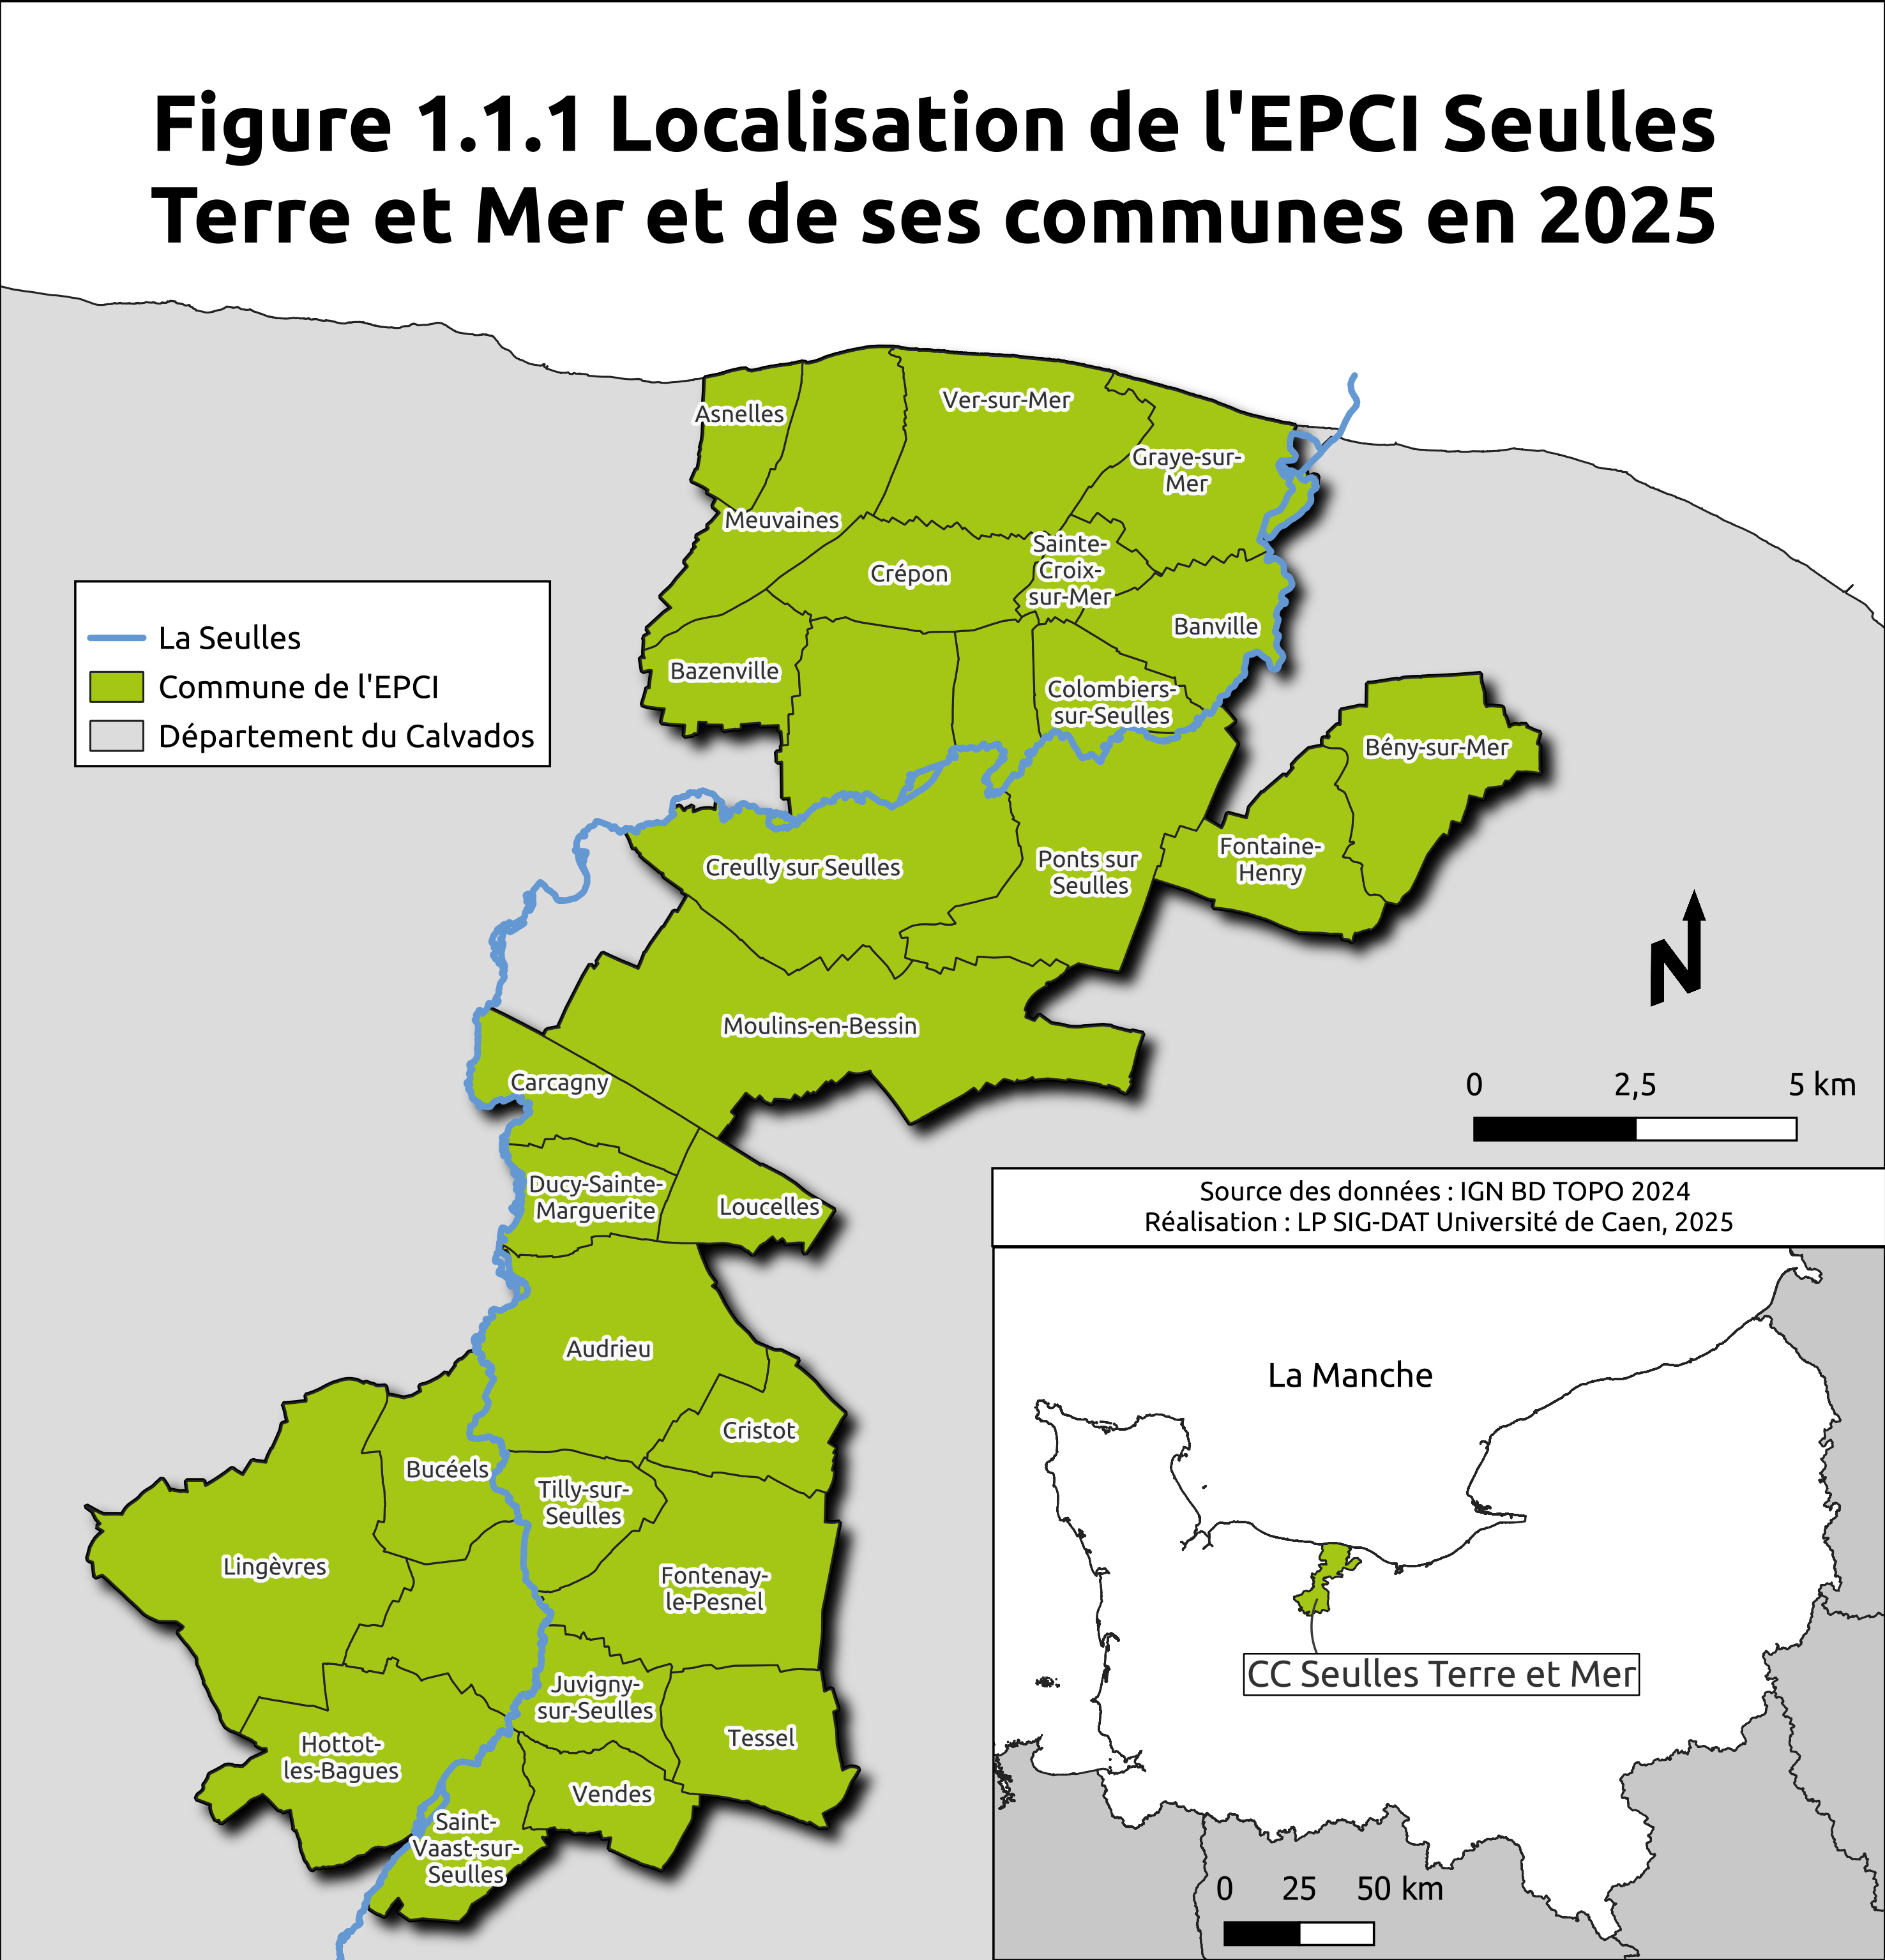 Figure 1.1.1 Localisation de l'EPCI Seulles
Terre et Mer et de ses communes en 2025
Asnelles
Ver-sur-Mer
Graye-sur-
Mer
Meuvaines
Crépon
Sainte-
Croix-
sur-Mer
Banville
Bazenville
Colombiers-
sur-Seulles
La Seulles
Commune de l'EPCI
Département du Calvados
Bény-sur-Mer
Fontaine-
Henry
Creully sur Seulles
Ponts sur
Seulles
Moulins-en-Bessin
Carcagny
Ducy-Sainte-
Marguerite
Loucelles
N
0 2,5 5 km
Audrieu
Cristot
Bucéels
Tilly-sur-
Seulles
Lingèvres
Fontenay-
le-Pesnel
Juvigny-
sur-Seulles
Tessel
Hottot-
les-Bagues
Vendes
Saint-
Vaast-sur-
Seulles
Source des données : IGN BD TOPO 2024
Réalisation : LP SIG-DAT Université de Caen, 2025
La Manche
CC Seulles Terre et Mer
0 25 50 km